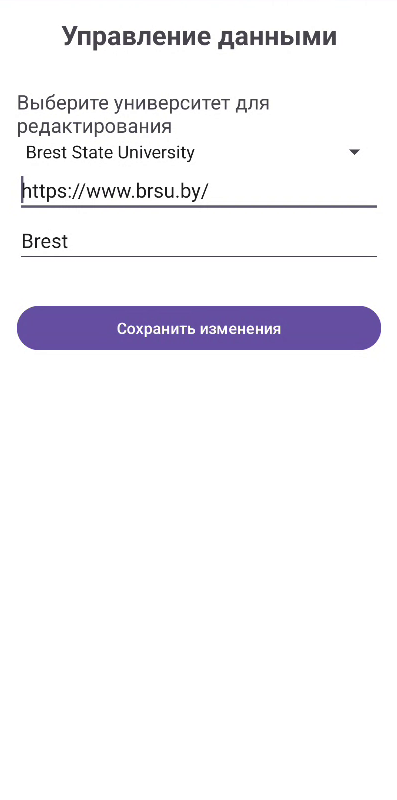 Управление данными
Выберите университет для
редактирования
Brest State University
https://www.brsu.by/
Brest
Сохранить изменения